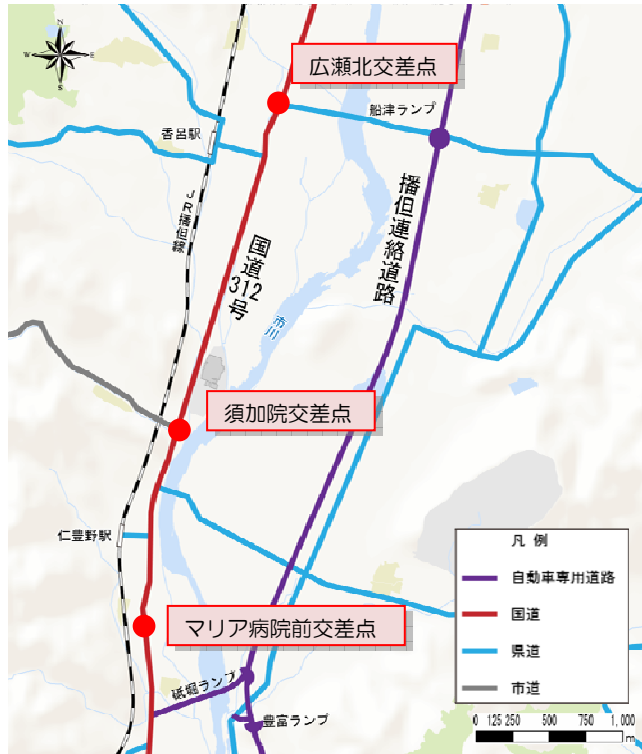 N
W
E
S
広瀬北交差点
船津ランプ
香呂駅
JR播但線
播但連絡道路
国道312号
市川
須加院交差点
仁豊野駅
マリア病院前交差点
砥堀ランプ
豊富ランプ
凡 例
自動車専用道路
国道
県道
市道
0 125 250 500 750 1,000
m